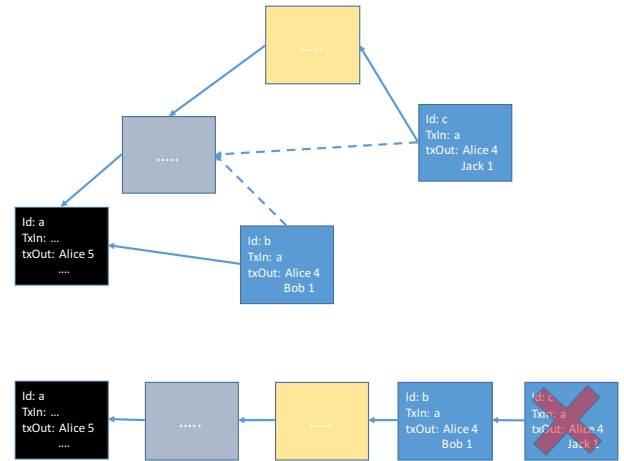 .....
Id: c
TxIn: a
txOut: Alice 4
Jack 1
.....
Id: a
TxIn: ...
txOut: Alice 5
....
Id: b
TxIn: a
txOut: Alice 4
Bob 1
Id: a
TxIn: ...
txOut: Alice 5
....
.....
.....
Id: b
TxIn: a
txOut: Alice 4
Bob 1
Id: c
TxIn: a
txOut: Alice 4
Jack 1